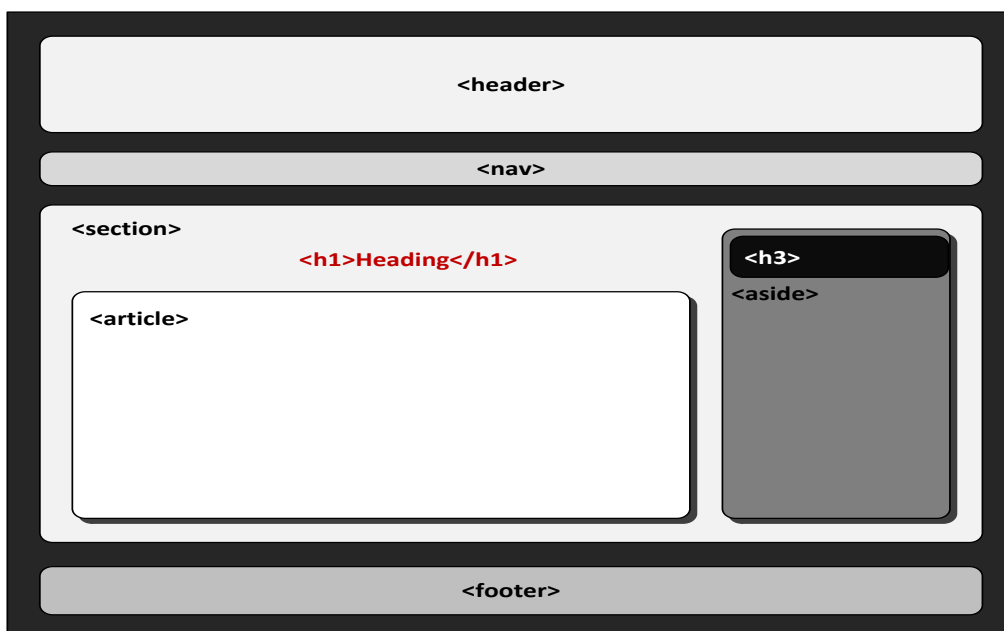 <header>
<nav>
<section>
<h1>Heading</h1>
<h3>
<aside>
<article>
<footer>